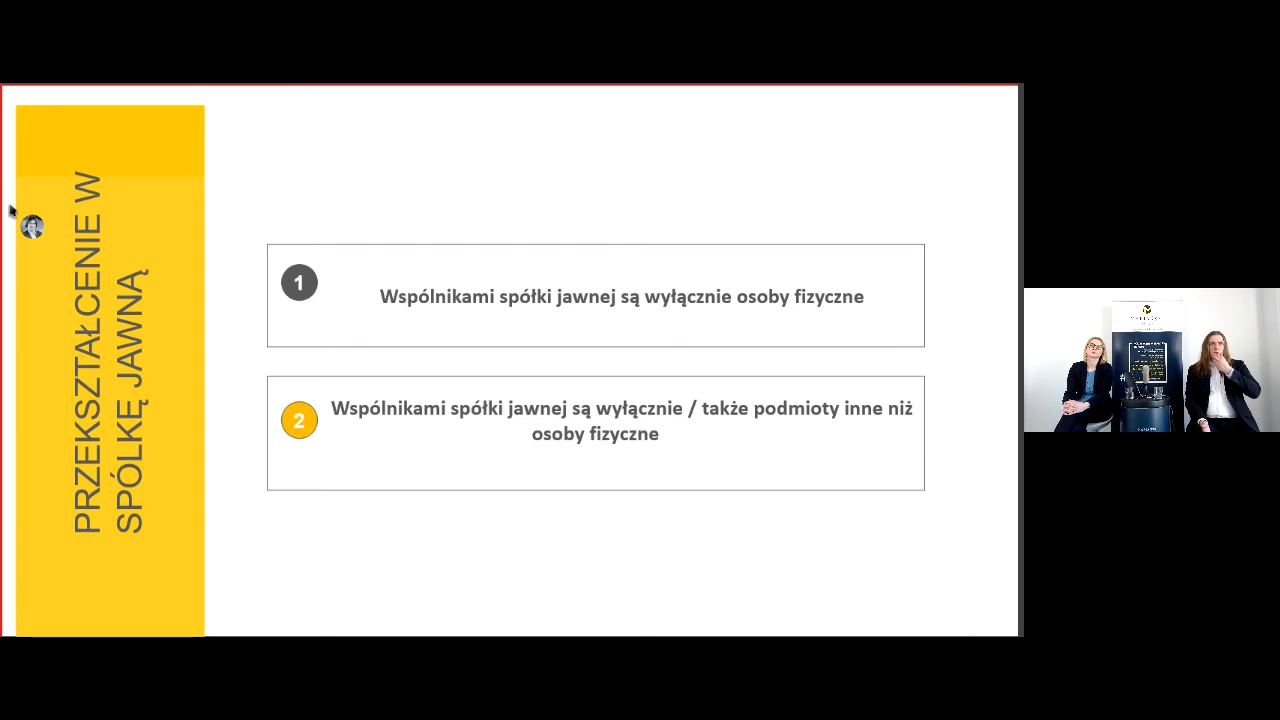 PRZEKSZTAŁCENIE W
SPÓLKĘ JAWNĄ
1
Wspólnikami spółki jawnej są wyłącznie osoby fizyczne
2
Wspólnikami spółki jawnej są wyłącznie / także podmioty inne niż
osoby fizyczne